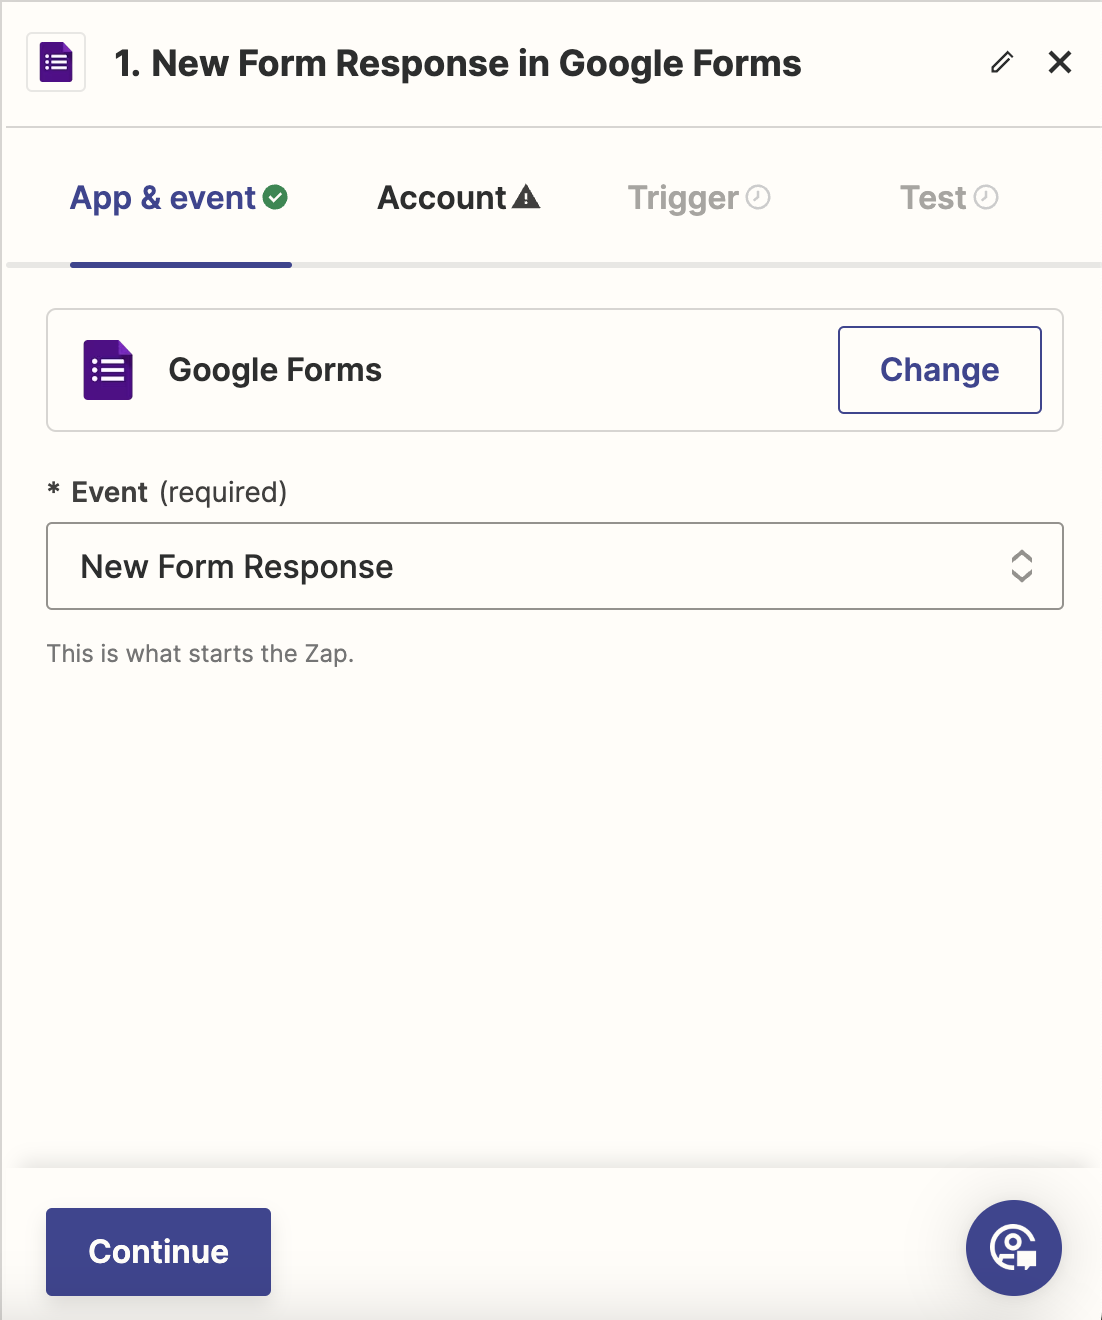 1. New Form Response in Google Forms
App & event
Account
Trigger
Test
Google Forms
Change
* Event (required)
New Form Response
This is what starts the Zap.
Continue